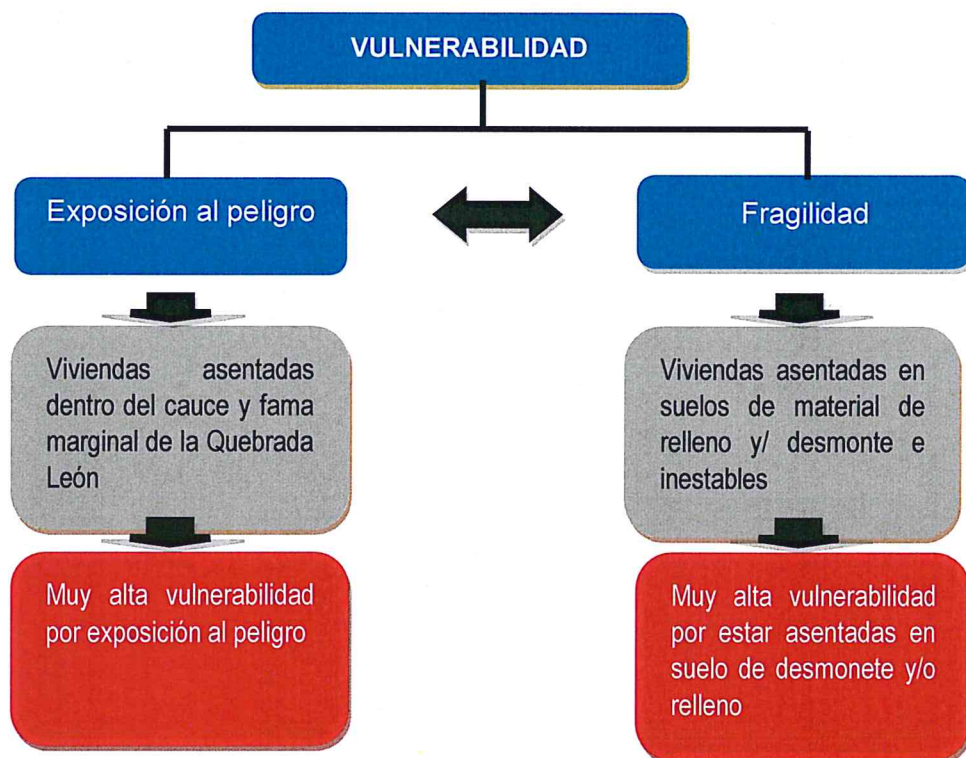 VULNERABILIDAD
Exposición al peligro
Fragilidad
Viviendas asentadas
dentro del cauce y fama
marginal de la Quebrada
León
Viviendas asentadas en
suelos de material de
relleno y/ desmonte e
inestables
Muy alta vulnerabilidad
por exposición al peligro
Muy alta vulnerabilidad
por estar asentadas en
suelo de desmonete y/o
relleno